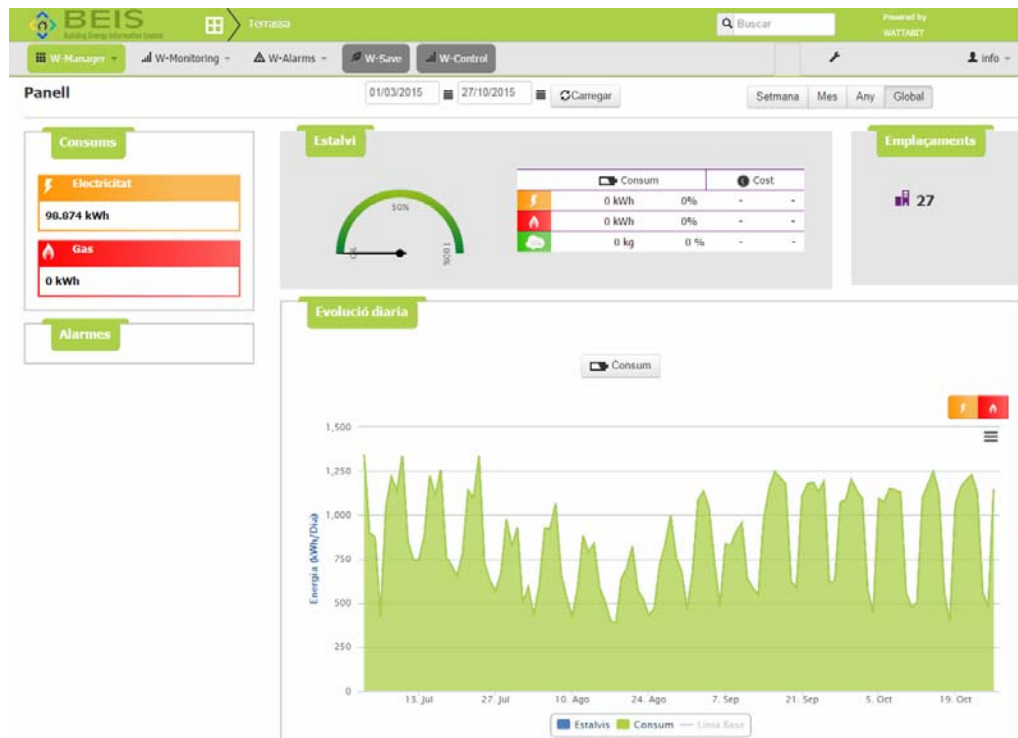 BEIS
Building Energy Information System
Terrassa
Buscar
Powered by
WATTABIT
W-Manager
W-Monitoring
W-Alarms
W-Save
W-Control
info
Panell
01/03/2015
27/10/2015
Carregar
Setmana Mes Any Global
Consums
Electricitat
98.874 kWh
Gas
0 kWh
Alarmes
Estalvi
0%
50%
100%
Consum Cost
0 kWh 0% - -
0 kWh 0% - -
0 kg 0 % - -
Emplaçaments
27
Evolució diaria
Consum
Energia (kWh/Dia)
1,500
1,250
1,000
750
500
250
0
13. Jul 27. Jul 10. Ago 24. Ago 7. Sep 21. Sep 5. Oct 19. Oct
Estalvis Consum Línia Base